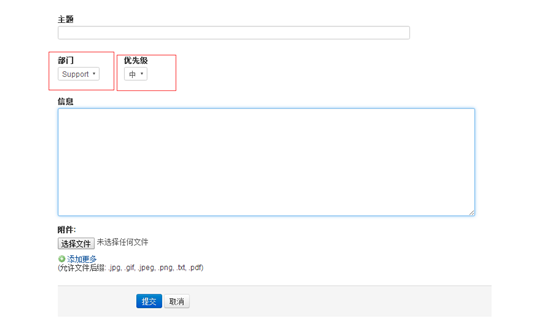 主题
部门 优先级
Support 中
信息
附件:
选择文件 未选择任何文件
添加更多
(允许文件后缀: .jpg, .gif, .jpeg, .png, .txt, .pdf)
提交 取消